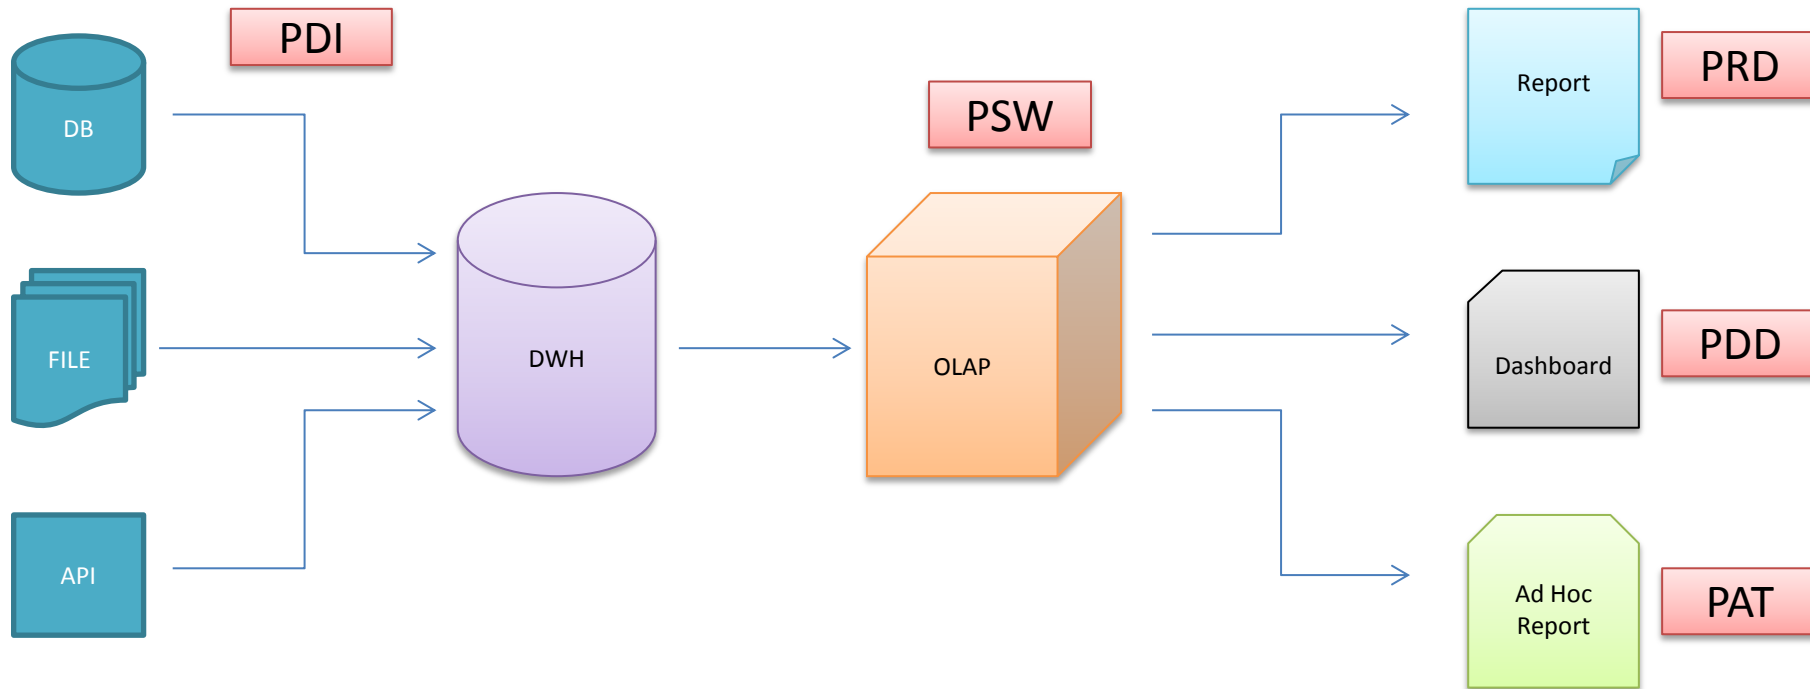 PDI
DB
FILE
API
DWH
PSW
OLAP
Report
PRD
Dashboard
PDD
Ad Hoc
Report
PAT